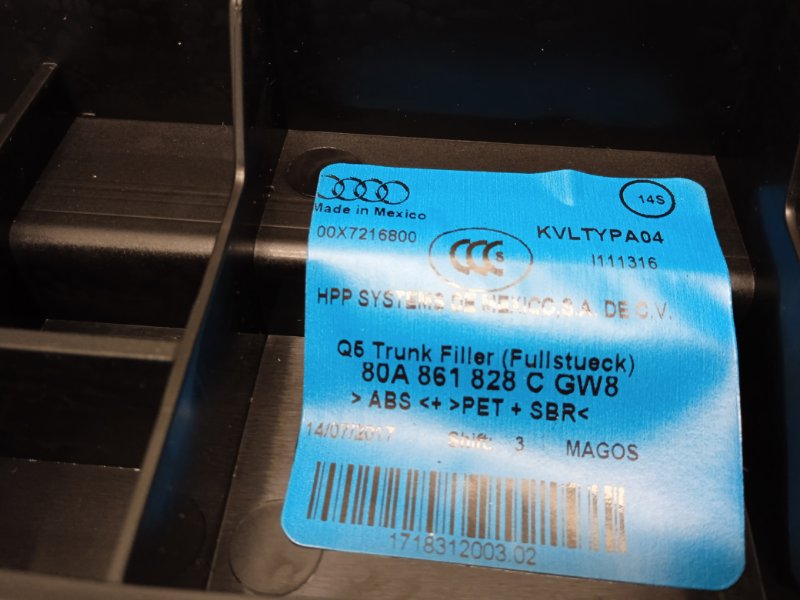 14S
Made in Mexico
00X7216800
KVLTYPA04
CCC S
I111316
HPP SYSTEMS DE MEXICO,S.A. DE C.V.
Q5 Trunk Filler (Fullstueck)
80A 861 828 C GW8
> ABS <+ >PET + SBR<
14/07/2017 Shift: 3 MAGOS
1718312003.02